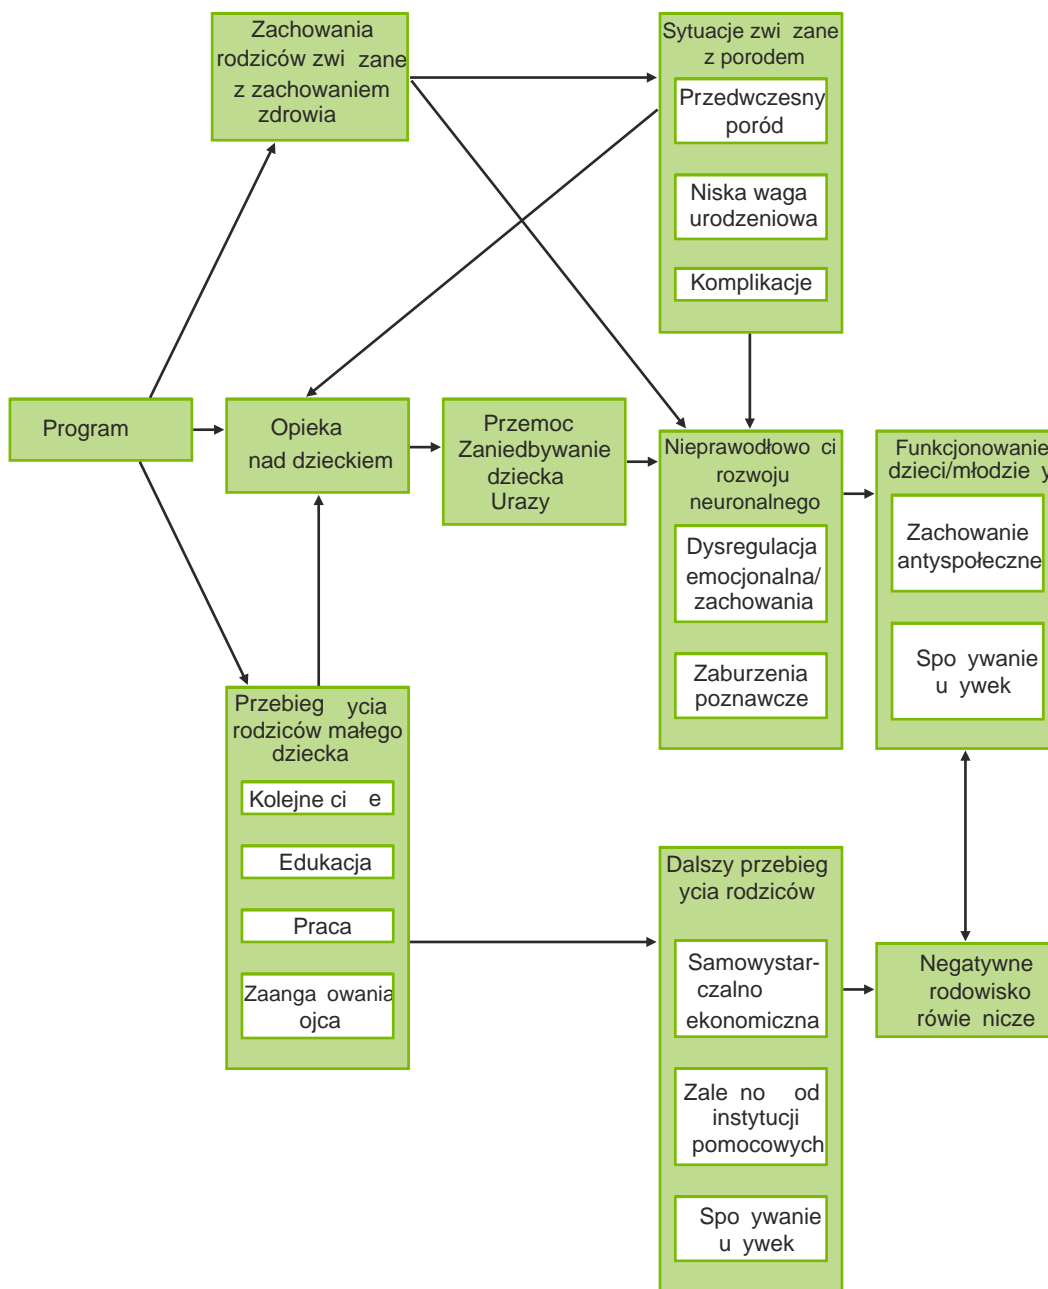 Zachowania
rodziców zwi zane
z zachowaniem
zdrowia
Sytuacje zwi zane
z porodem
Przedwczesny
poród
Niska waga
urodzeniowa
Komplikacje
Program
Opieka
nad dzieckiem
Przemoc
Zaniedbywanie
dziecka
Urazy
Nieprawodłowo ci
rozwoju
neuronalnego
Dysregulacja
emocjonalna/
zachowania
Zaburzenia
poznawcze
Funkcjonowanie
dzieci/młodzie y
Zachowanie
antyspołeczne
Spo ywanie
u ywek
Przebieg ycia
rodziców małego
dziecka
Kolejne ci e
Edukacja
Praca
Zaanga owania
ojca
Dalszy przebieg
ycia rodziców
Samowystar-
czalno
ekonomiczna
Zale no od
instytucji
pomocowych
Spo ywanie
u ywek
Negatywne
rodowisko
rówie nicze